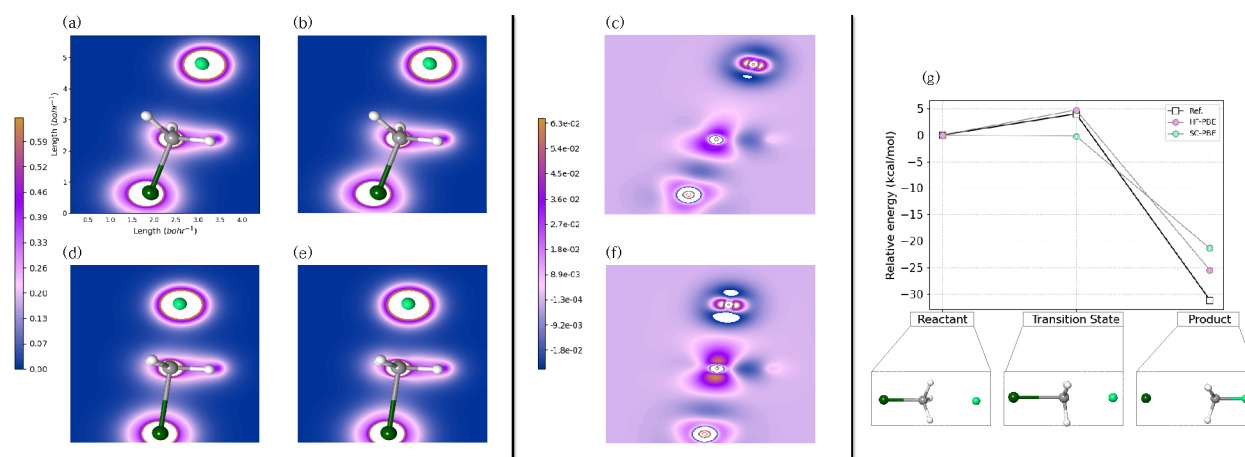 (a)
(b)
(c)
(g)
(d)
(e)
(f)
0.59
0.52
0.46
0.39
0.33
0.26
0.20
0.13
0.07
0.00
Length (bohr⁻¹)
5
4
3
2
1
0
0.5 1.0 1.5 2.0 2.5 3.0 3.5 4.0
Length (bohr⁻¹)
6.3e-02
5.4e-02
4.5e-02
3.6e-02
2.7e-02
1.8e-02
8.9e-03
-1.3e-04
-9.2e-03
-1.8e-02
Relative energy (kcal/mol)
5
0
−5
−10
−15
−20
−25
−30
Ref.
HF-PBE
SC-PBE
Reactant
Transition State
Product